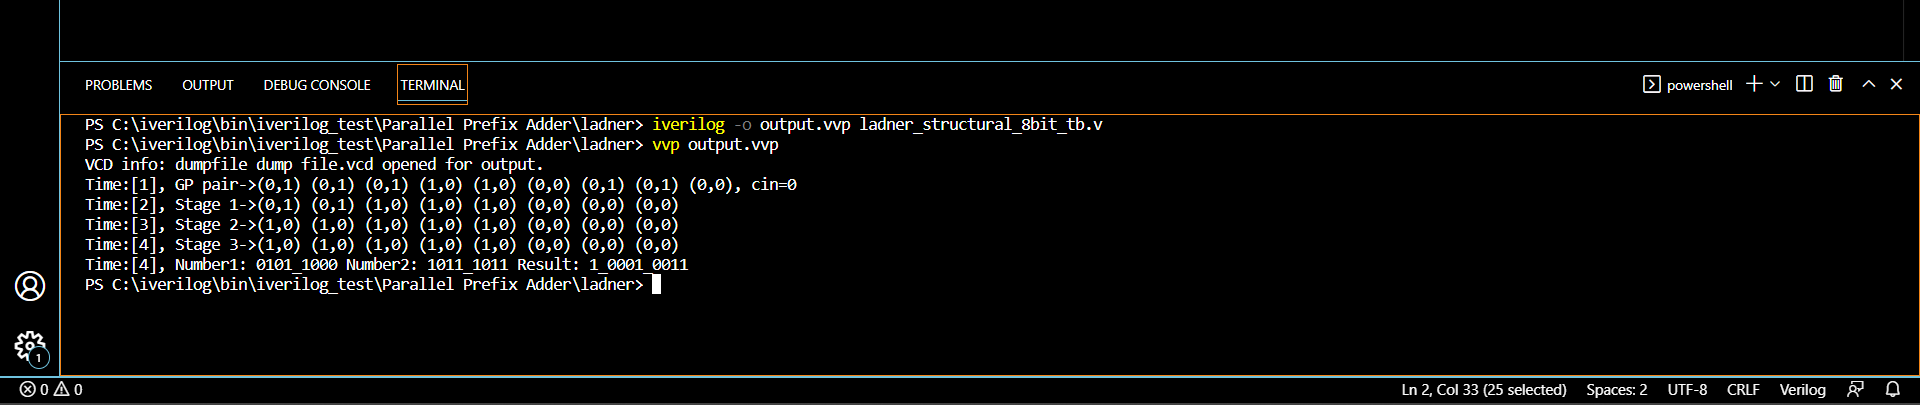 PROBLEMS OUTPUT DEBUG CONSOLE TERMINAL powershell
PS C:\iverilog\bin\iverilog_test\Parallel Prefix Adder\ladner> iverilog -o output.vvp ladner_structural_8bit_tb.v
PS C:\iverilog\bin\iverilog_test\Parallel Prefix Adder\ladner> vvp output.vvp
VCD info: dumpfile dump file.vcd opened for output.
Time:[1], GP pair->(0,1) (0,1) (0,1) (1,0) (1,0) (0,0) (0,1) (0,1) (0,0), cin=0
Time:[2], Stage 1->(0,1) (0,1) (1,0) (1,0) (1,0) (0,0) (0,0) (0,0)
Time:[3], Stage 2->(1,0) (1,0) (1,0) (1,0) (1,0) (0,0) (0,0) (0,0)
Time:[4], Stage 3->(1,0) (1,0) (1,0) (1,0) (1,0) (0,0) (0,0) (0,0)
Time:[4], Number1: 0101_1000 Number2: 1011_1011 Result: 1_0001_0011
PS C:\iverilog\bin\iverilog_test\Parallel Prefix Adder\ladner>
1
0 0 Ln 2, Col 33 (25 selected) Spaces: 2 UTF-8 CRLF Verilog